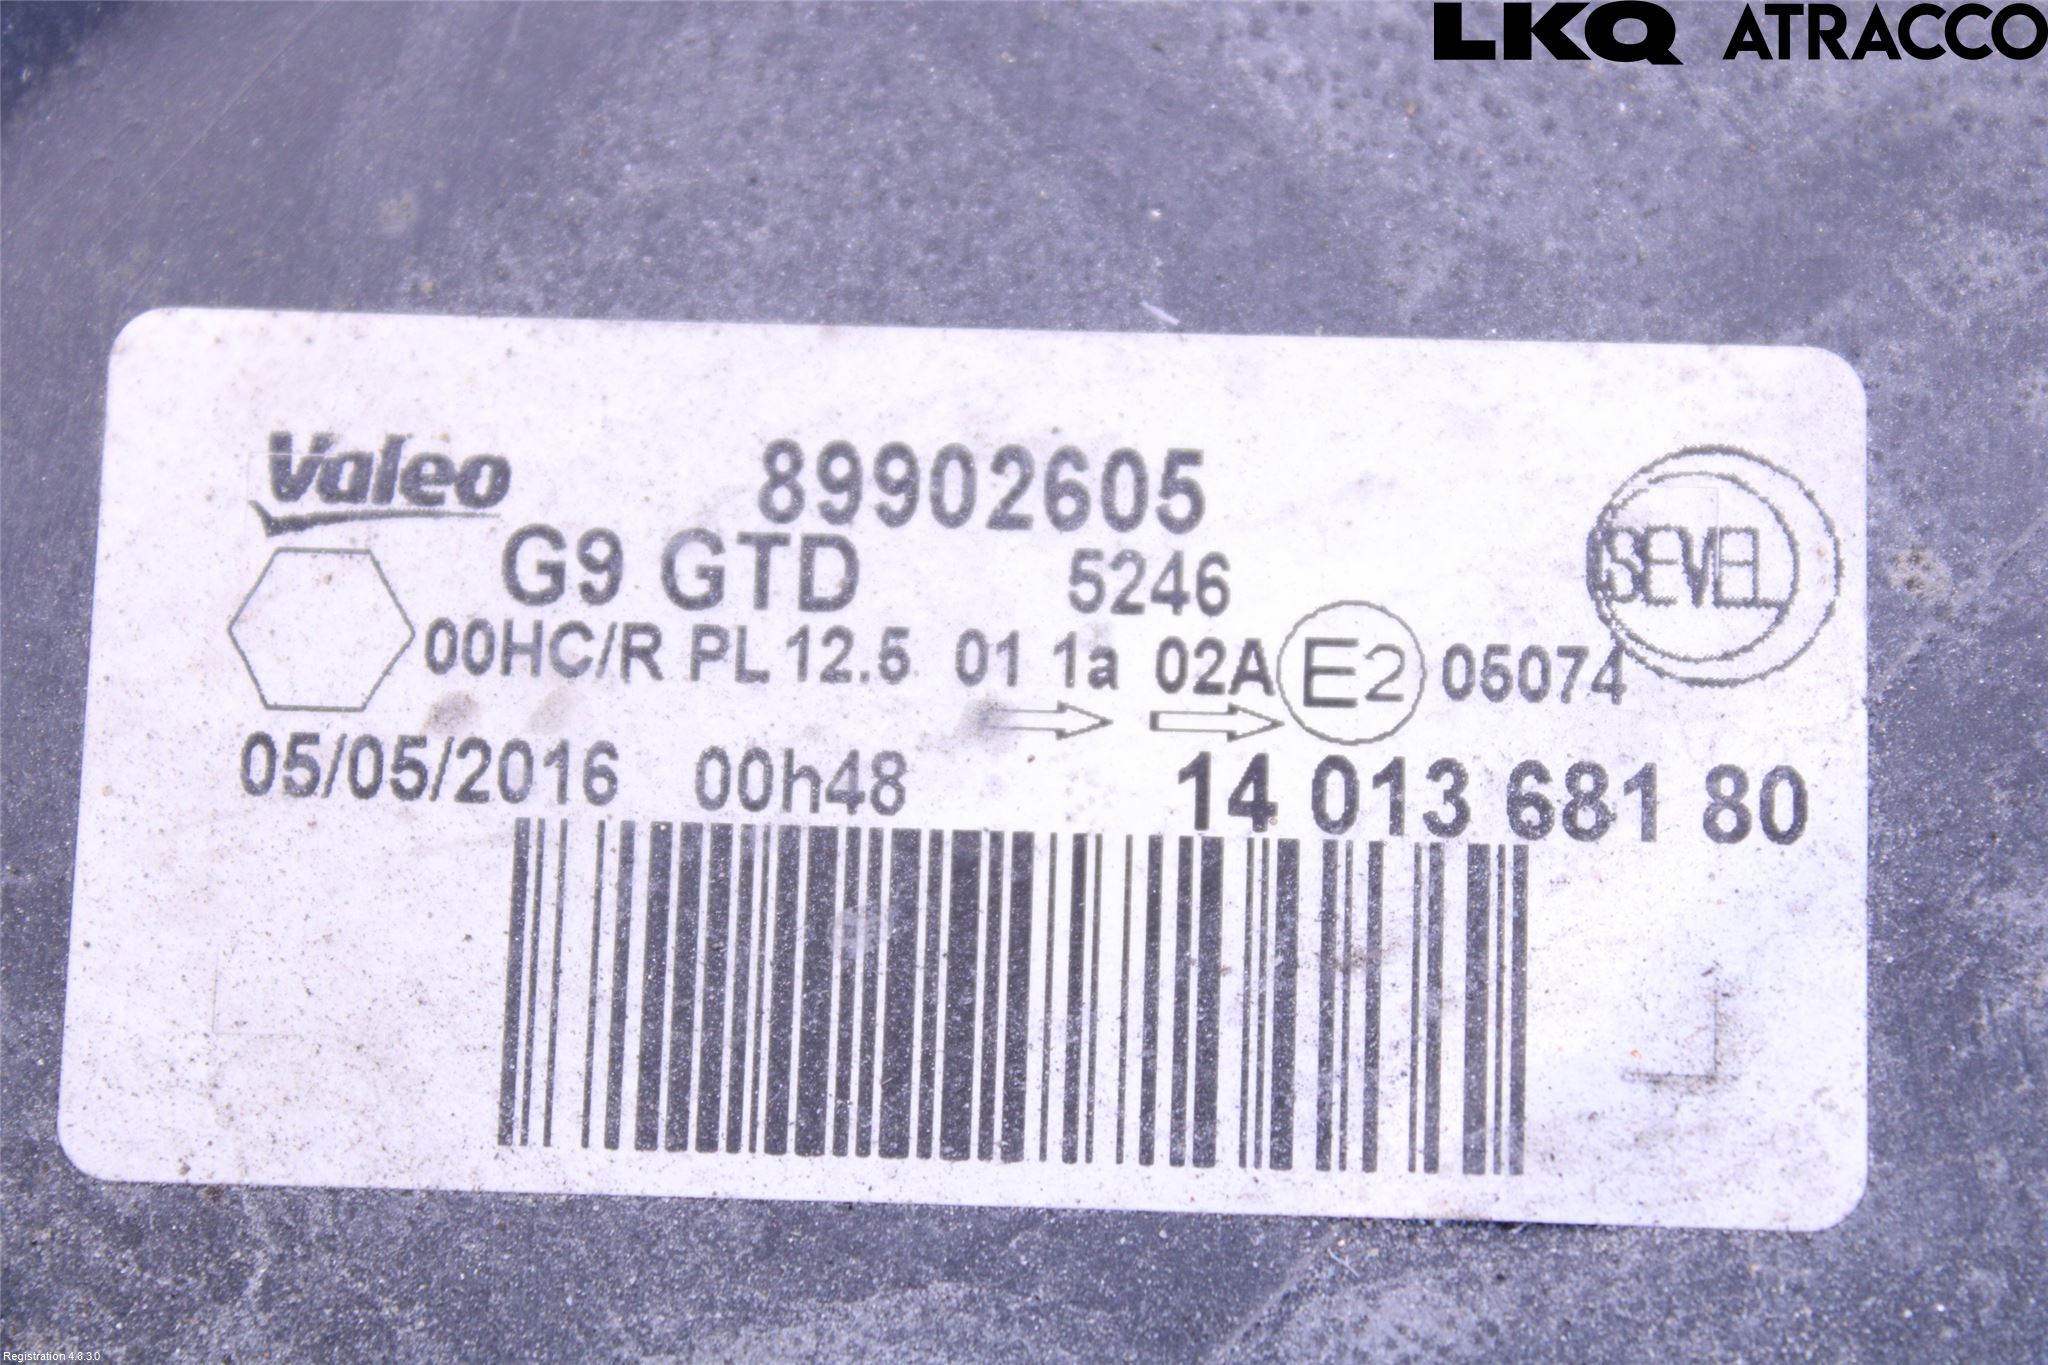 LKQ ATRACCO
Valeo 89902605
G9 GTD 5246 SEVEL
00HC/R PL 12.5 01 1a 02A E2 05074
05/05/2016 00h48 14 013 681 80
Registration 4.8.3.0